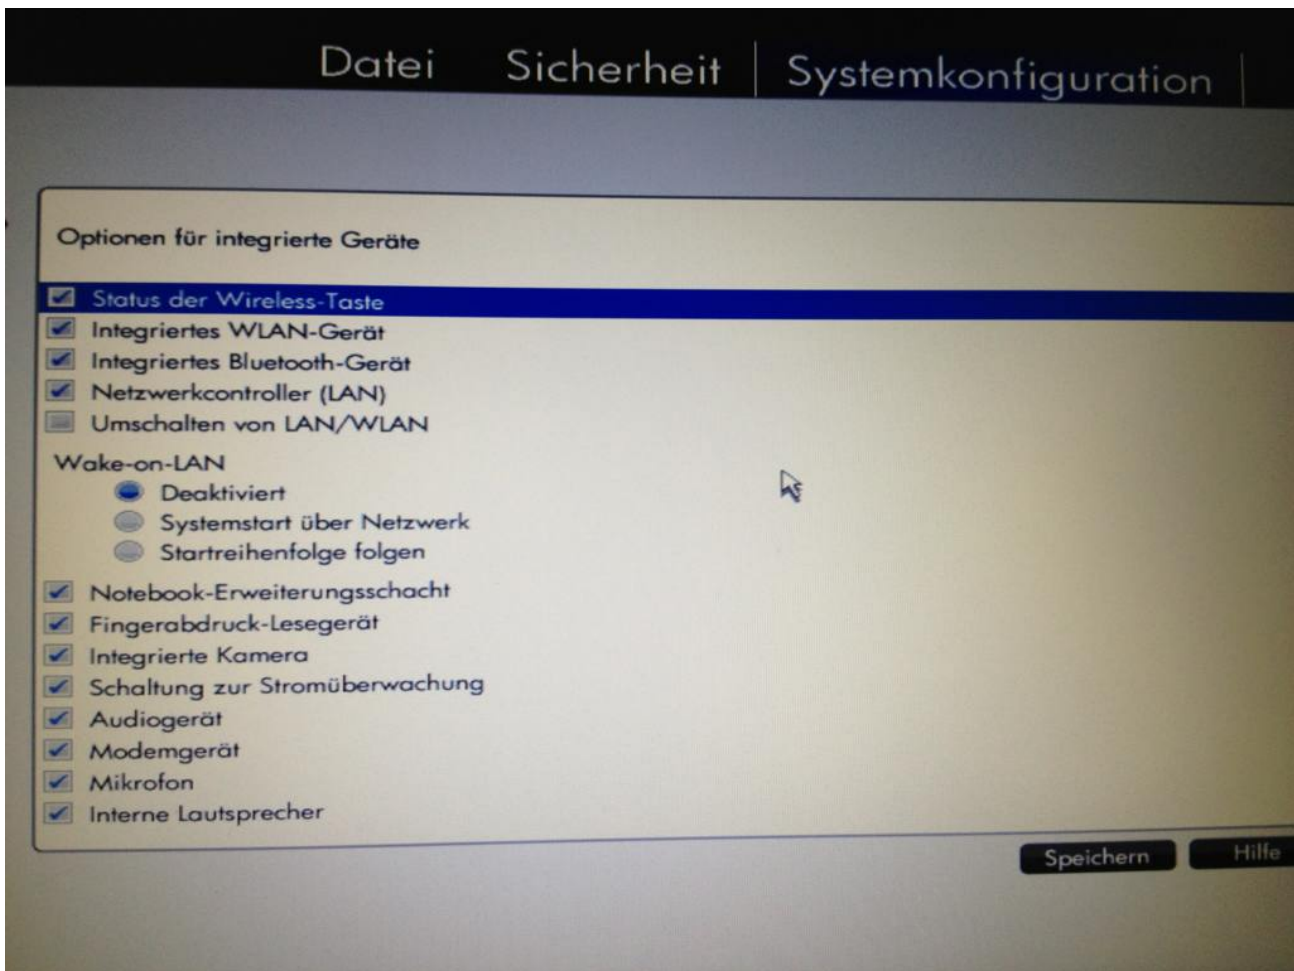 Datei Sicherheit Systemkonfiguration
Optionen für integrierte Geräte
Status der Wireless-Taste
Integriertes WLAN-Gerät
Integriertes Bluetooth-Gerät
Netzwerkcontroller (LAN)
Umschalten von LAN/WLAN
Wake-on-LAN
Deaktiviert
Systemstart über Netzwerk
Startreihenfolge folgen
Notebook-Erweiterungsschacht
Fingerabdruck-Lesegerät
Integrierte Kamera
Schaltung zur Stromüberwachung
Audiogerät
Modemgerät
Mikrofon
Interne Lautsprecher
Speichern Hilfe